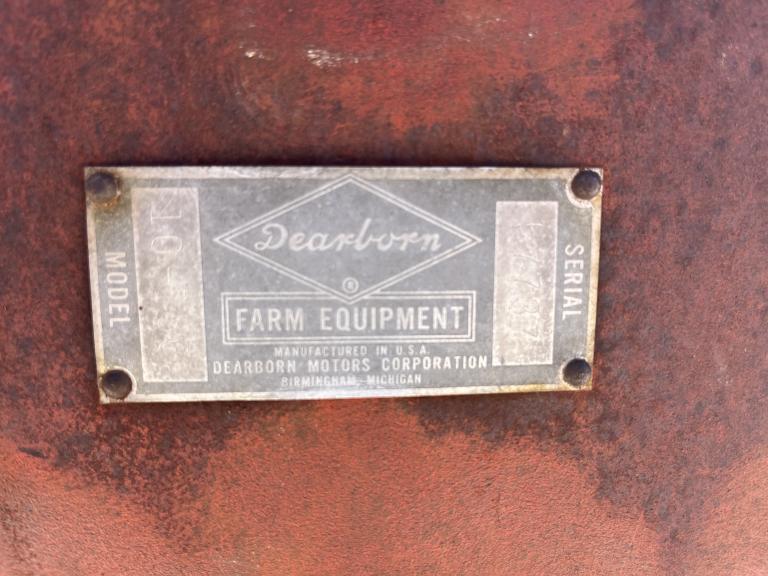 MODEL
Dearborn
®
FARM EQUIPMENT
MANUFACTURED IN U.S.A.
DEARBORN MOTORS CORPORATION
BIRMINGHAM, MICHIGAN
SERIAL